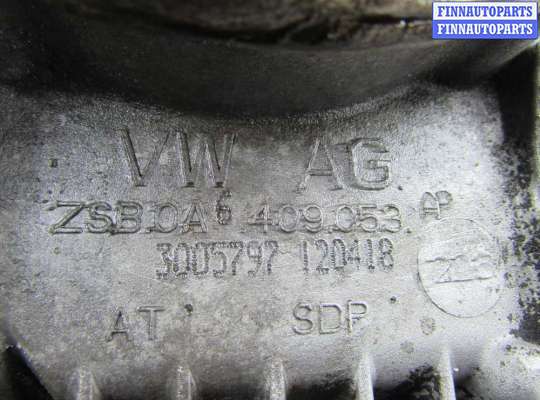 FINNAUTOPARTS
FINNAUTOPARTS
VW AG.
ZSB.0A6.409.053.AP
3005797 120418
AT SDP